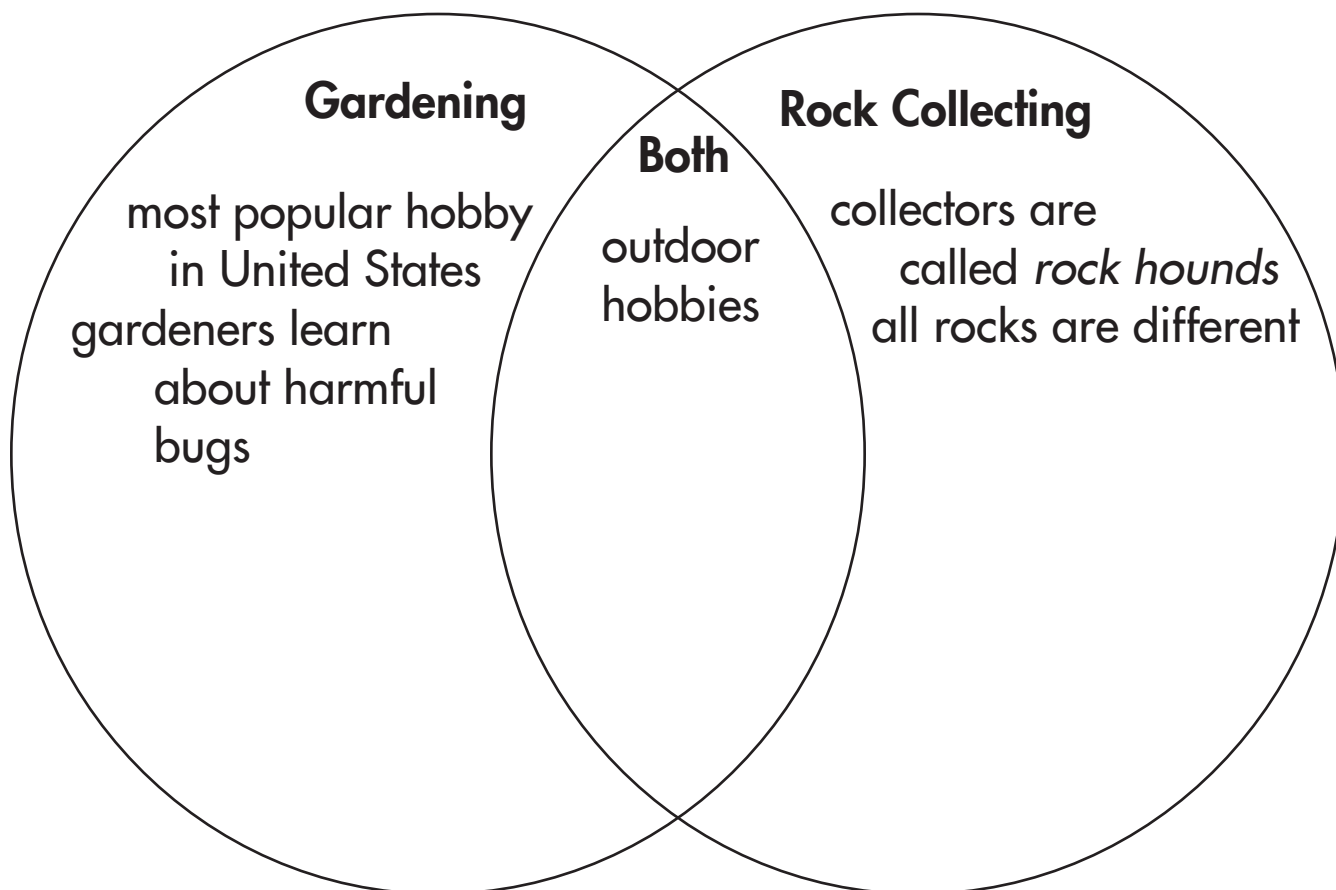 Gardening
most popular hobby
in United States
gardeners learn
about harmful
bugs
Both
outdoor
hobbies
Rock Collecting
collectors are
called rock hounds
all rocks are different